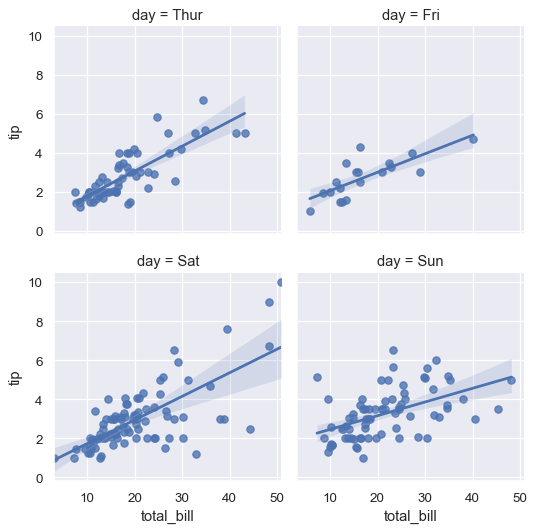 day = Thur
day = Fri
10
8
6
tip
4
2
0
day = Sat
day = Sun
10
8
6
tip
4
2
0
10 20 30 40 50
10 20 30 40 50
total_bill
total_bill